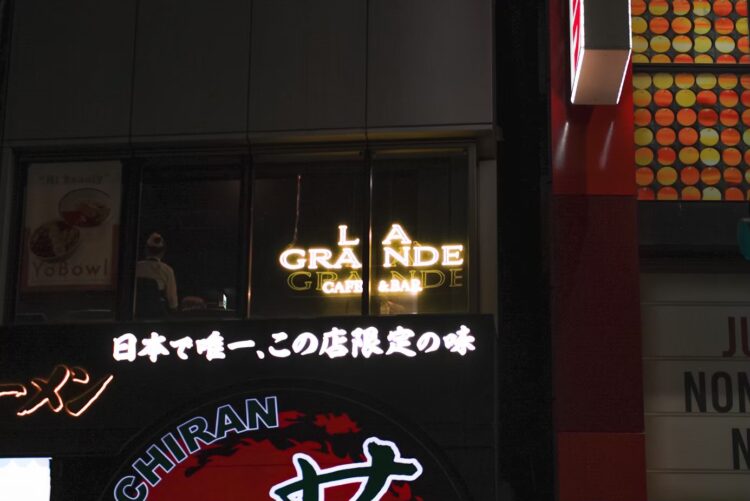 "Hi Beauty"
YoBowl
LA
GRANDE
CAFE & BAR
日本で唯一、この店限定の味
ーメン
CHIRAN
JU
NON
N